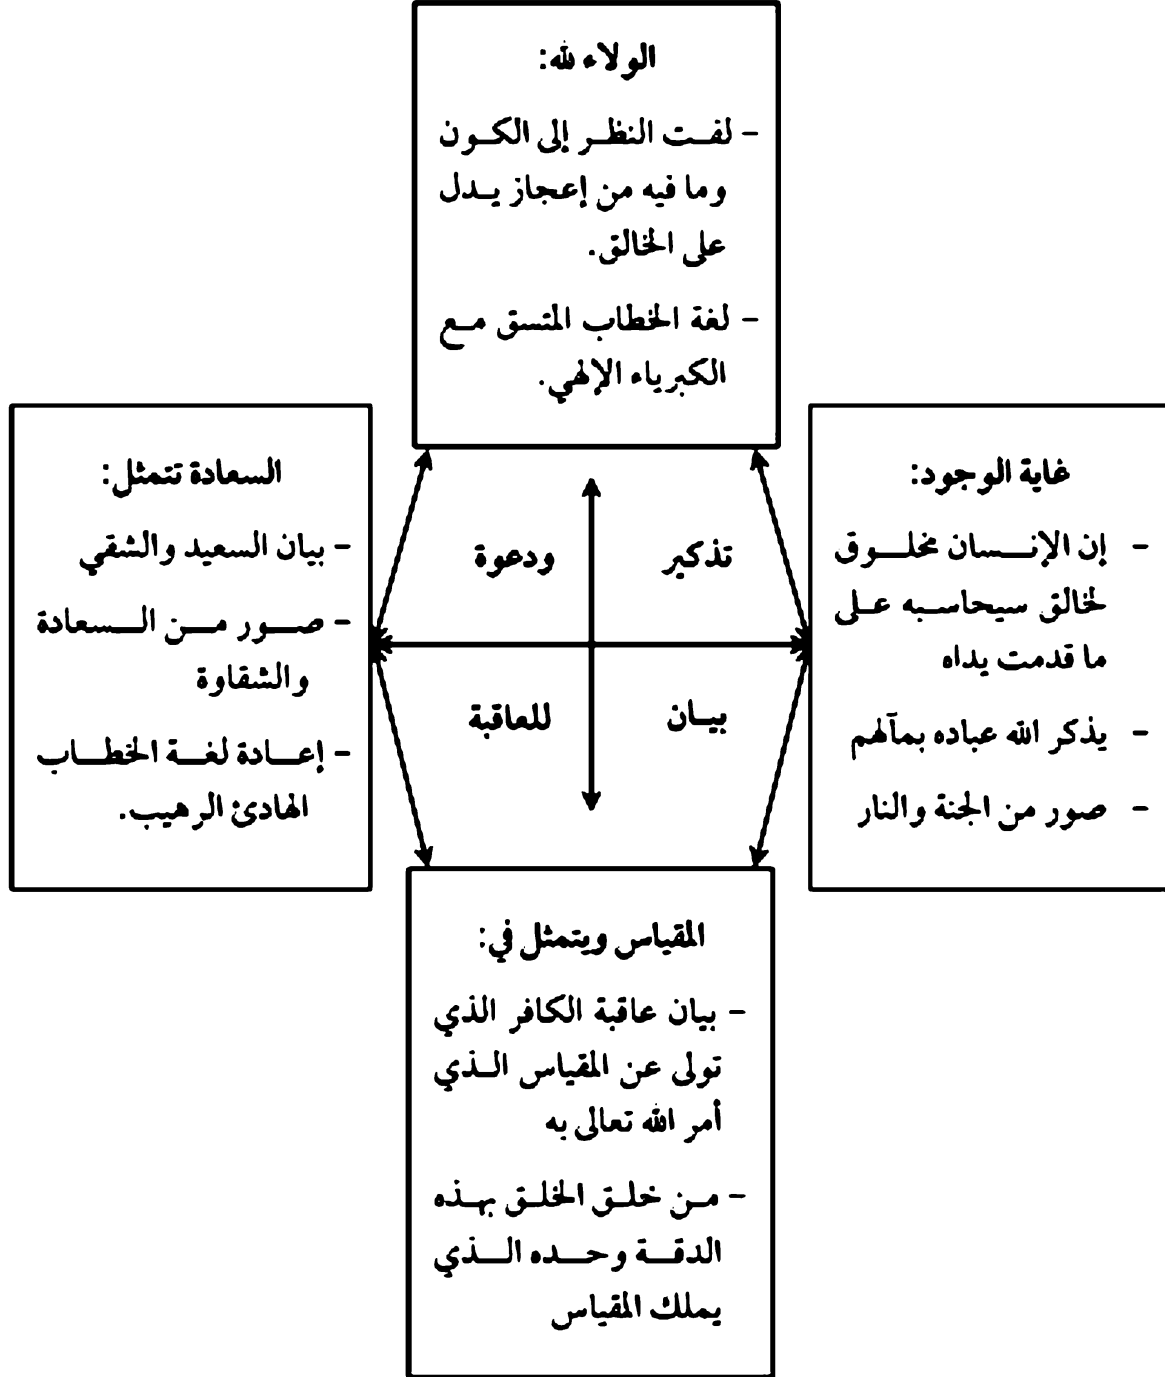 الولاء لله:
- لفت النظر إلى الكون
وما فيه من إعجاز يدل
على الخالق.
- لغة الخطاب المتسق مع
الكبرياء الإلهي.
غاية الوجود:
- إن الإنسان مخلوق
لخالق سيحاسبه على
ما قدمت يداه
- يذكر الله عباده بمآلهم
- صور من الجنة والنار
تذكير ودعوة
بيان للعاقبة
السعادة تتمثل:
- بيان السعيد والشقي
- صور من السعادة
والشقاوة
- إعادة لغة الخطاب
الهادئ الرهيب.
المقياس ويتمثل في:
- بيان عاقبة الكافر الذي
تولى عن المقياس الذي
أمر الله تعالى به
- من خلق الخلق بهذه
الدقة وحده الذي
يملك المقياس